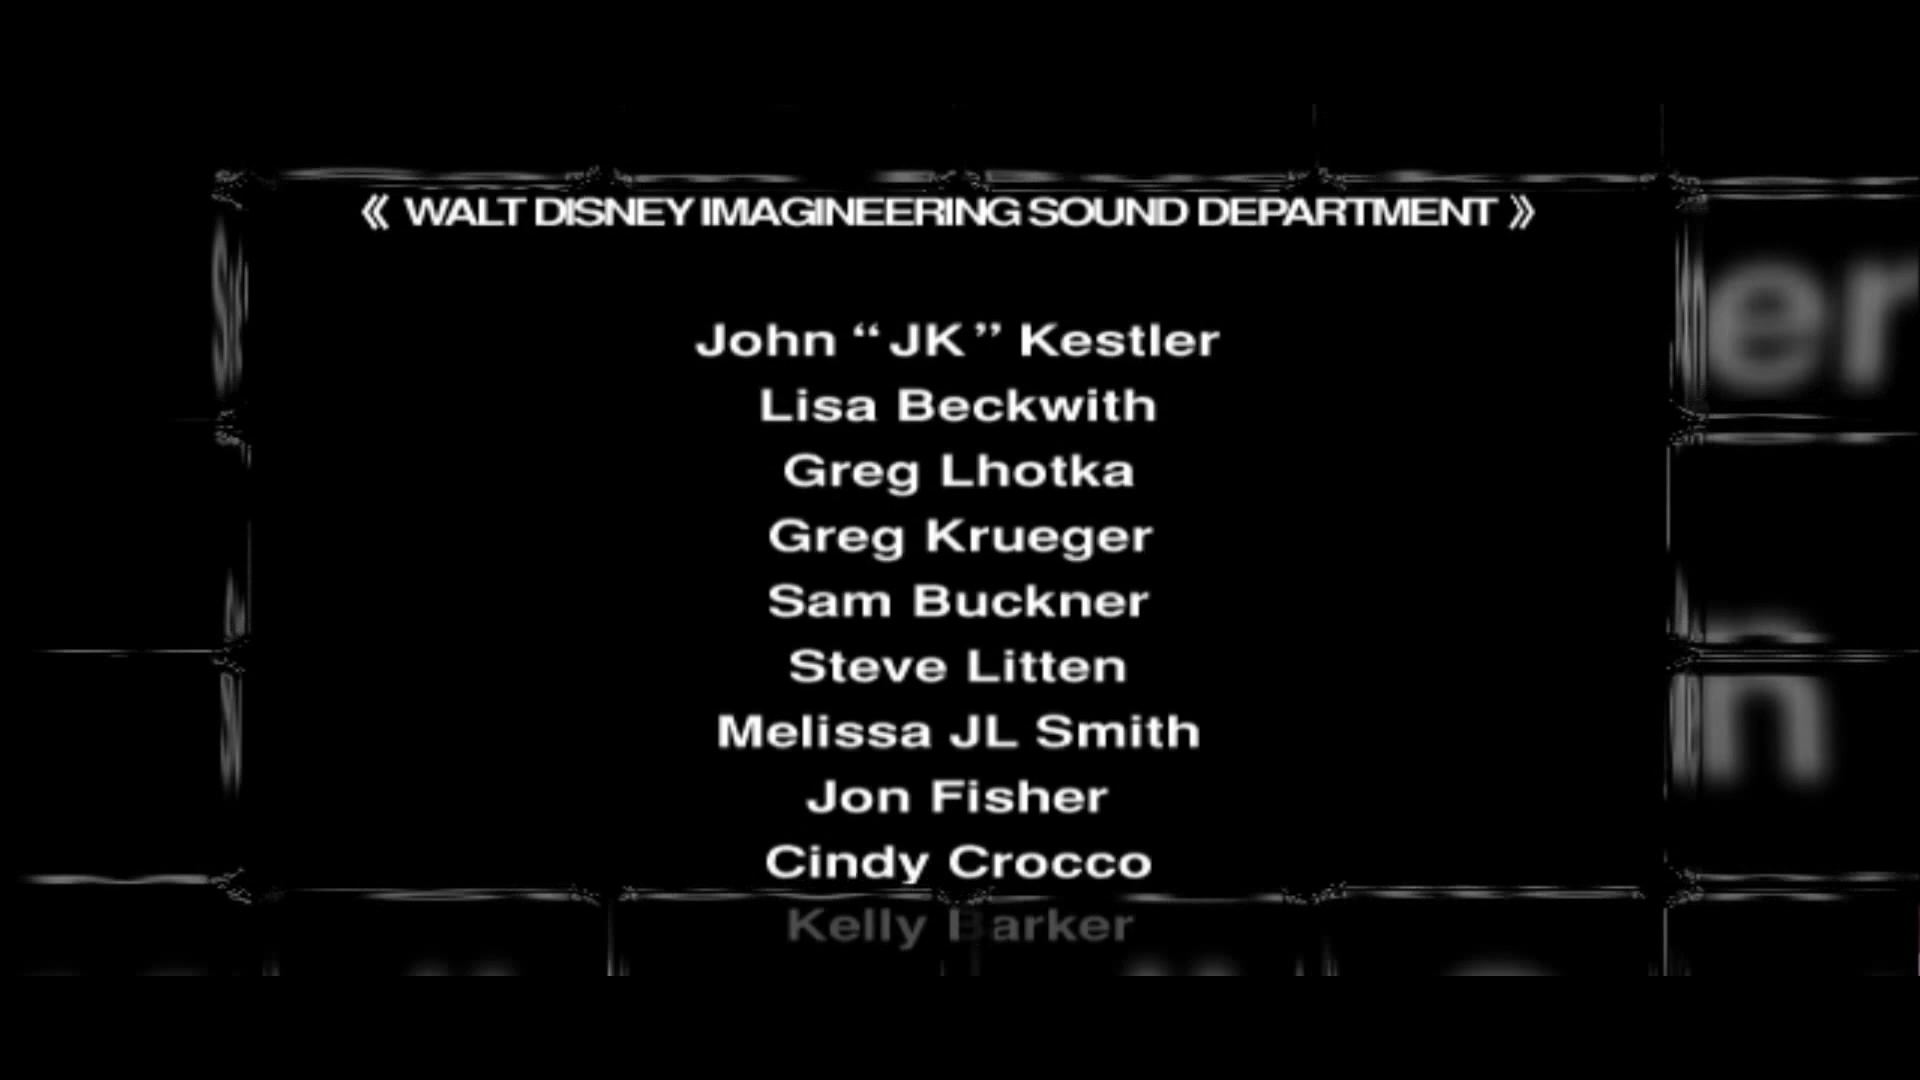 « WALT DISNEY IMAGINEERING SOUND DEPARTMENT »
John “JK” Kestler
Lisa Beckwith
Greg Lhotka
Greg Krueger
Sam Buckner
Steve Litten
Melissa JL Smith
Jon Fisher
Cindy Crocco
Kelly Barker
er
n